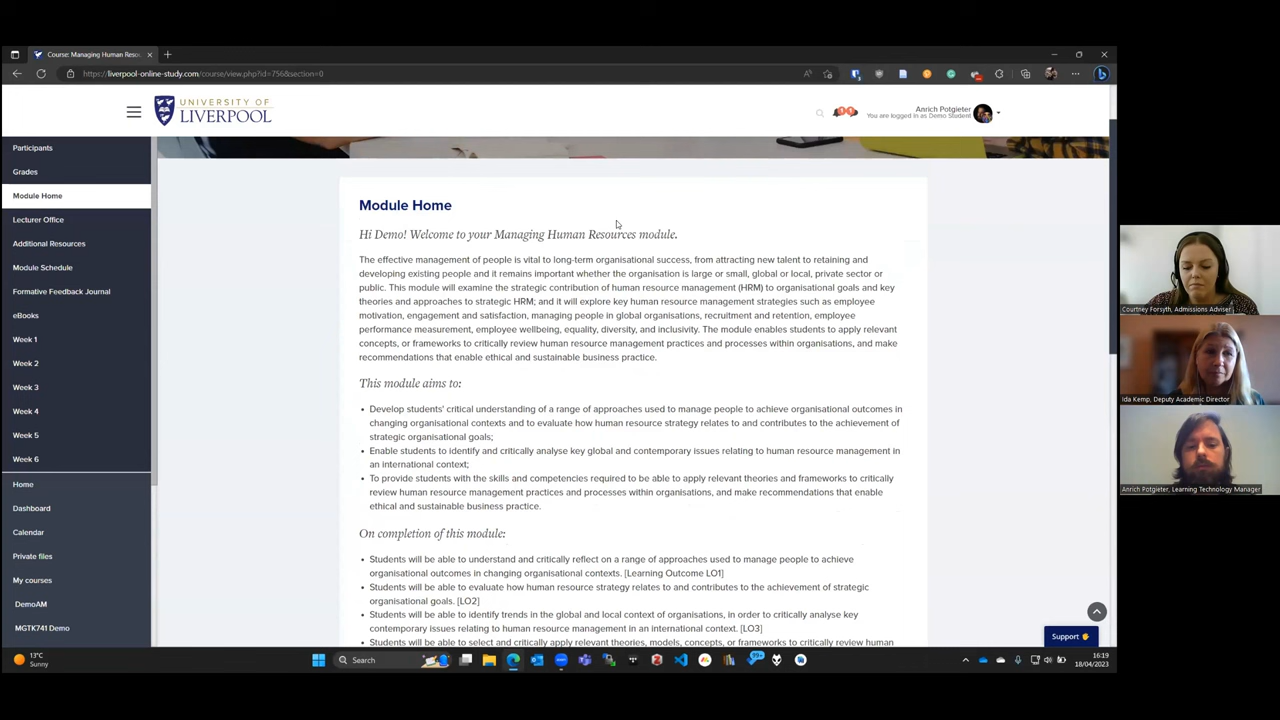 Course: Managing Human Reso
https://liverpool-online-study.com/course/view.php?id=756&section=0
UNIVERSITY OF
LIVERPOOL
Anrich Potgieter
You are logged in as Demo Student
Participants
Grades
Module Home
Lecturer Office
Additional Resources
Module Schedule
Formative Feedback Journal
eBooks
Week 1
Week 2
Week 3
Week 4
Week 5
Week 6
Home
Dashboard
Calendar
Private files
My courses
DemoAM
MGTK741 Demo
Module Home
Hi Demo! Welcome to your Managing Human Resources module.
The effective management of people is vital to long-term organisational success, from attracting new talent to retaining and
developing existing people and it remains important whether the organisation is large or small, global or local, private sector or
public. This module will examine the strategic contribution of human resource management (HRM) to organisational goals and key
theories and approaches to strategic HRM; and it will explore key human resource management strategies such as employee
motivation, engagement and satisfaction, managing people in global organisations, recruitment and retention, employee
performance measurement, employee wellbeing, equality, diversity, and inclusivity. The module enables students to apply relevant
concepts, or frameworks to critically review human resource management practices and processes within organisations, and make
recommendations that enable ethical and sustainable business practice.
This module aims to:
• Develop students' critical understanding of a range of approaches used to manage people to achieve organisational outcomes in
changing organisational contexts and to evaluate how human resource strategy relates to and contributes to the achievement of
strategic organisational goals;
• Enable students to identify and critically analyse key global and contemporary issues relating to human resource management in
an international context;
• To provide students with the skills and competencies required to be able to apply relevant theories and frameworks to critically
review human resource management practices and processes within organisations, and make recommendations that enable
ethical and sustainable business practice.
On completion of this module:
• Students will be able to understand and critically reflect on a range of approaches used to manage people to achieve
organisational outcomes in changing organisational contexts. [Learning Outcome LO1]
• Students will be able to evaluate how human resource strategy relates to and contributes to the achievement of strategic
organisational goals. [LO2]
• Students will be able to identify trends in the global and local context of organisations, in order to critically analyse key
contemporary issues relating to human resource management in an international context. [LO3]
• Students will be able to select and critically apply relevant theories, models, concepts, or frameworks to critically review human
Support
Courtney Forsyth, Admissions Adviser
Ida Kemp, Deputy Academic Director
Anrich Potgieter, Learning Technology Manager
13°C
Sunny
Search
99+
16:19
18/04/2023